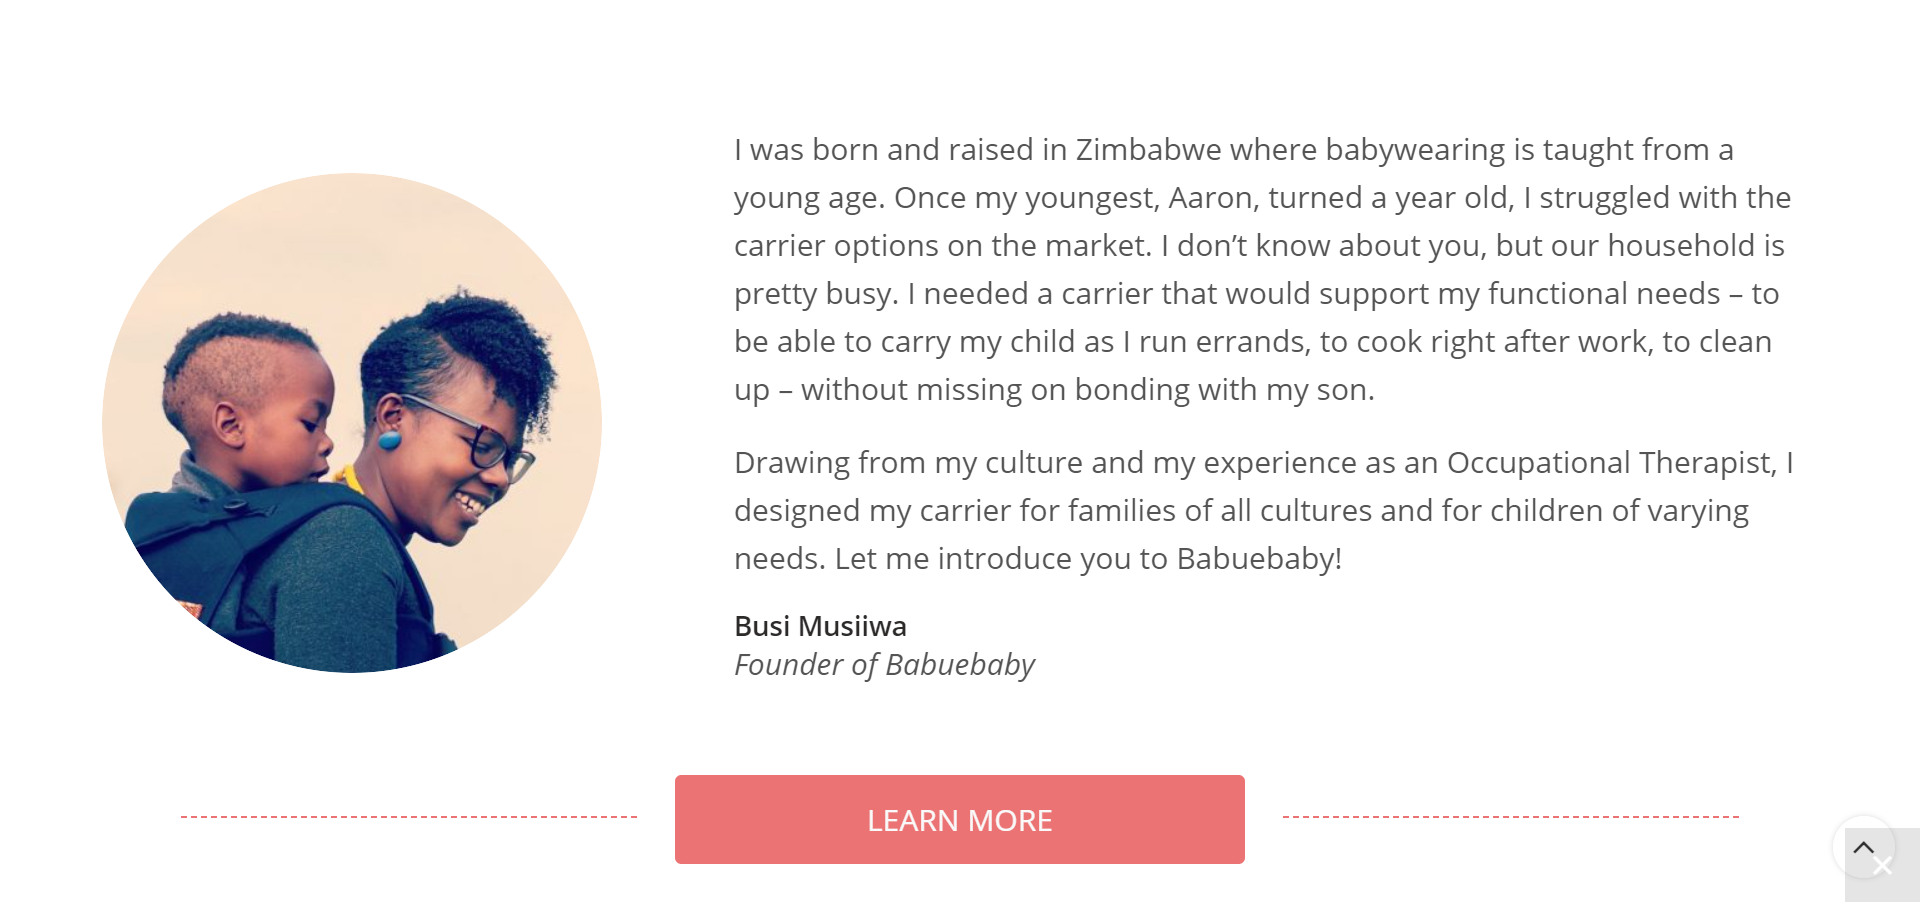 I was born and raised in Zimbabwe where babywearing is taught from a
young age. Once my youngest, Aaron, turned a year old, I struggled with the
carrier options on the market. I don’t know about you, but our household is
pretty busy. I needed a carrier that would support my functional needs – to
be able to carry my child as I run errands, to cook right after work, to clean
up – without missing on bonding with my son.
Drawing from my culture and my experience as an Occupational Therapist, I
designed my carrier for families of all cultures and for children of varying
needs. Let me introduce you to Babuebaby!
Busi Musiiwa
Founder of Babuebaby
LEARN MORE